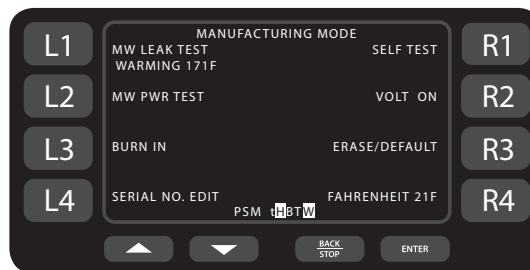 MANUFACTURING MODE
L1 MW LEAK TEST SELF TEST R1
WARMING 171F
L2 MW PWR TEST VOLT ON R2
L3 BURN IN ERASE/DEFAULT R3
L4 SERIAL NO. EDIT FAHRENHEIT 21F R4
PSM tHBTW
BACK
STOP
ENTER